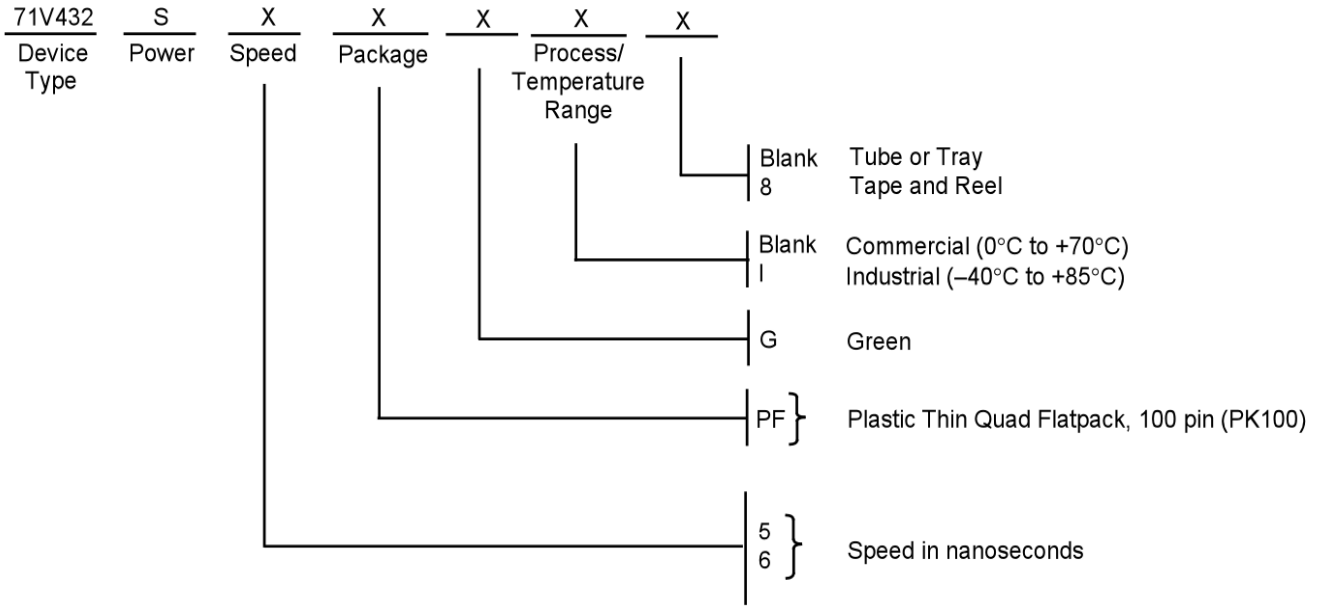 71V432 S X X X X X
Device Power Speed Package Process/
Type Temperature
Range
Blank Tube or Tray
8 Tape and Reel
Blank Commercial (0°C to +70°C)
I Industrial (–40°C to +85°C)
G Green
PF } Plastic Thin Quad Flatpack, 100 pin (PK100)
5
6 } Speed in nanoseconds